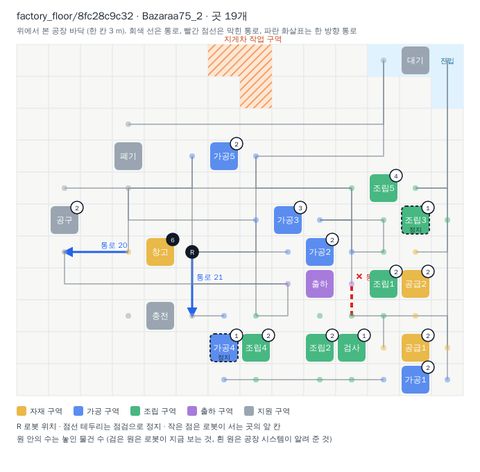 factory_floor/8fc28c9c32 · Bazaraa75_2 · 곳 19개
위에서 본 공장 바닥 (한 칸 3 m). 회색 선은 통로, 빨간 점선은 막힌 통로, 파란 화살표는 한 방향 통로
지게차 작업 구역
대기
진입
폐기
가공5 2
조립5 4
공구 2
가공3 3
조립3 1
정지
통로 20
창고 6
R
가공2 2
통로 21
출하
×
조립1 2
공급2 2
충전
가공4 1
정지
조립4 2
조립2 2
검사 1
공급1 2
가공1 2
자재 구역
가공 구역
조립 구역
출하 구역
지원 구역
R 로봇 위치 · 점선 테두리는 점검으로 정지 · 작은 점은 로봇이 서는 곳의 앞 칸
원 안의 수는 놓인 물건 수 (검은 원은 로봇이 지금 보는 것, 흰 원은 공장 시스템이 알려 준 것)